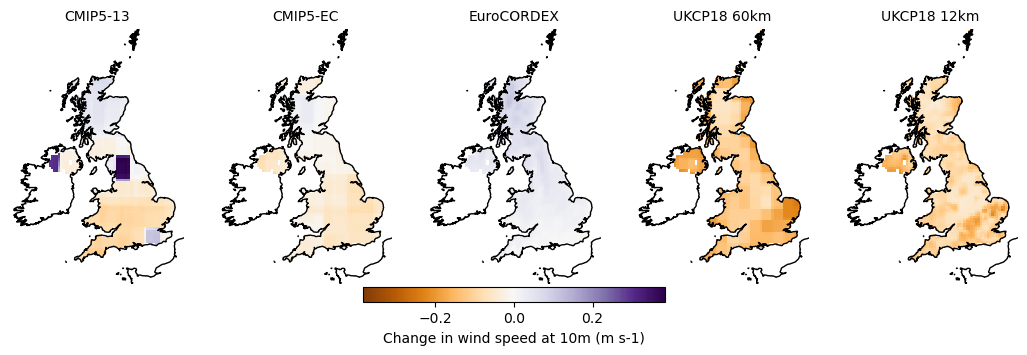 CMIP5-13 CMIP5-EC EuroCORDEX UKCP18 60km UKCP18 12km
−0.2 0.0 0.2
Change in wind speed at 10m (m s-1)